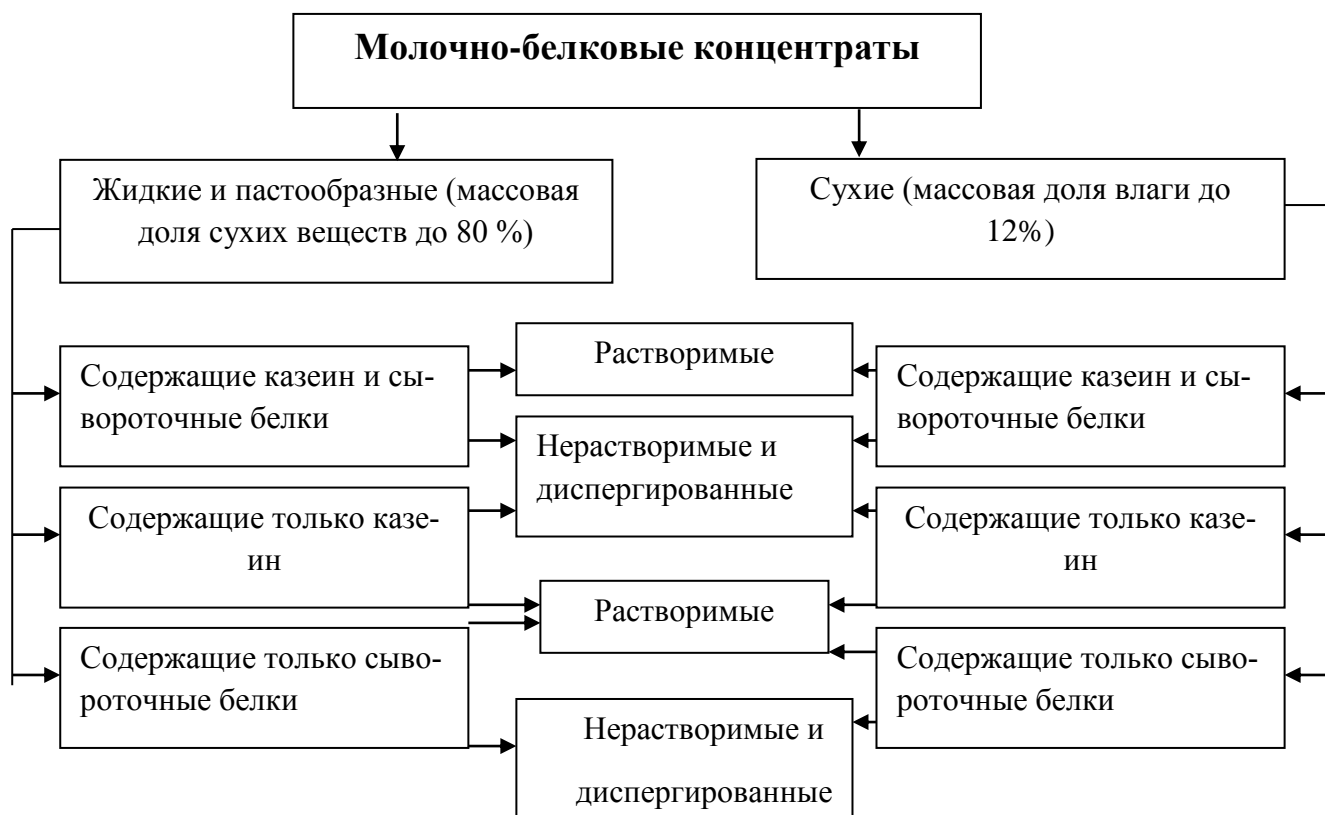 Молочно-белковые концентраты
Жидкие и пастообразные (массовая
доля сухих веществ до 80 %)
Сухие (массовая доля влаги до
12%)
Содержащие казеин и сы-
вороточные белки
Растворимые
Содержащие казеин и сы-
вороточные белки
Нерастворимые и
диспергированные
Содержащие только казе-
ин
Содержащие только казе-
ин
Растворимые
Содержащие только сыво-
роточные белки
Содержащие только сыво-
роточные белки
Нерастворимые и
диспергированные